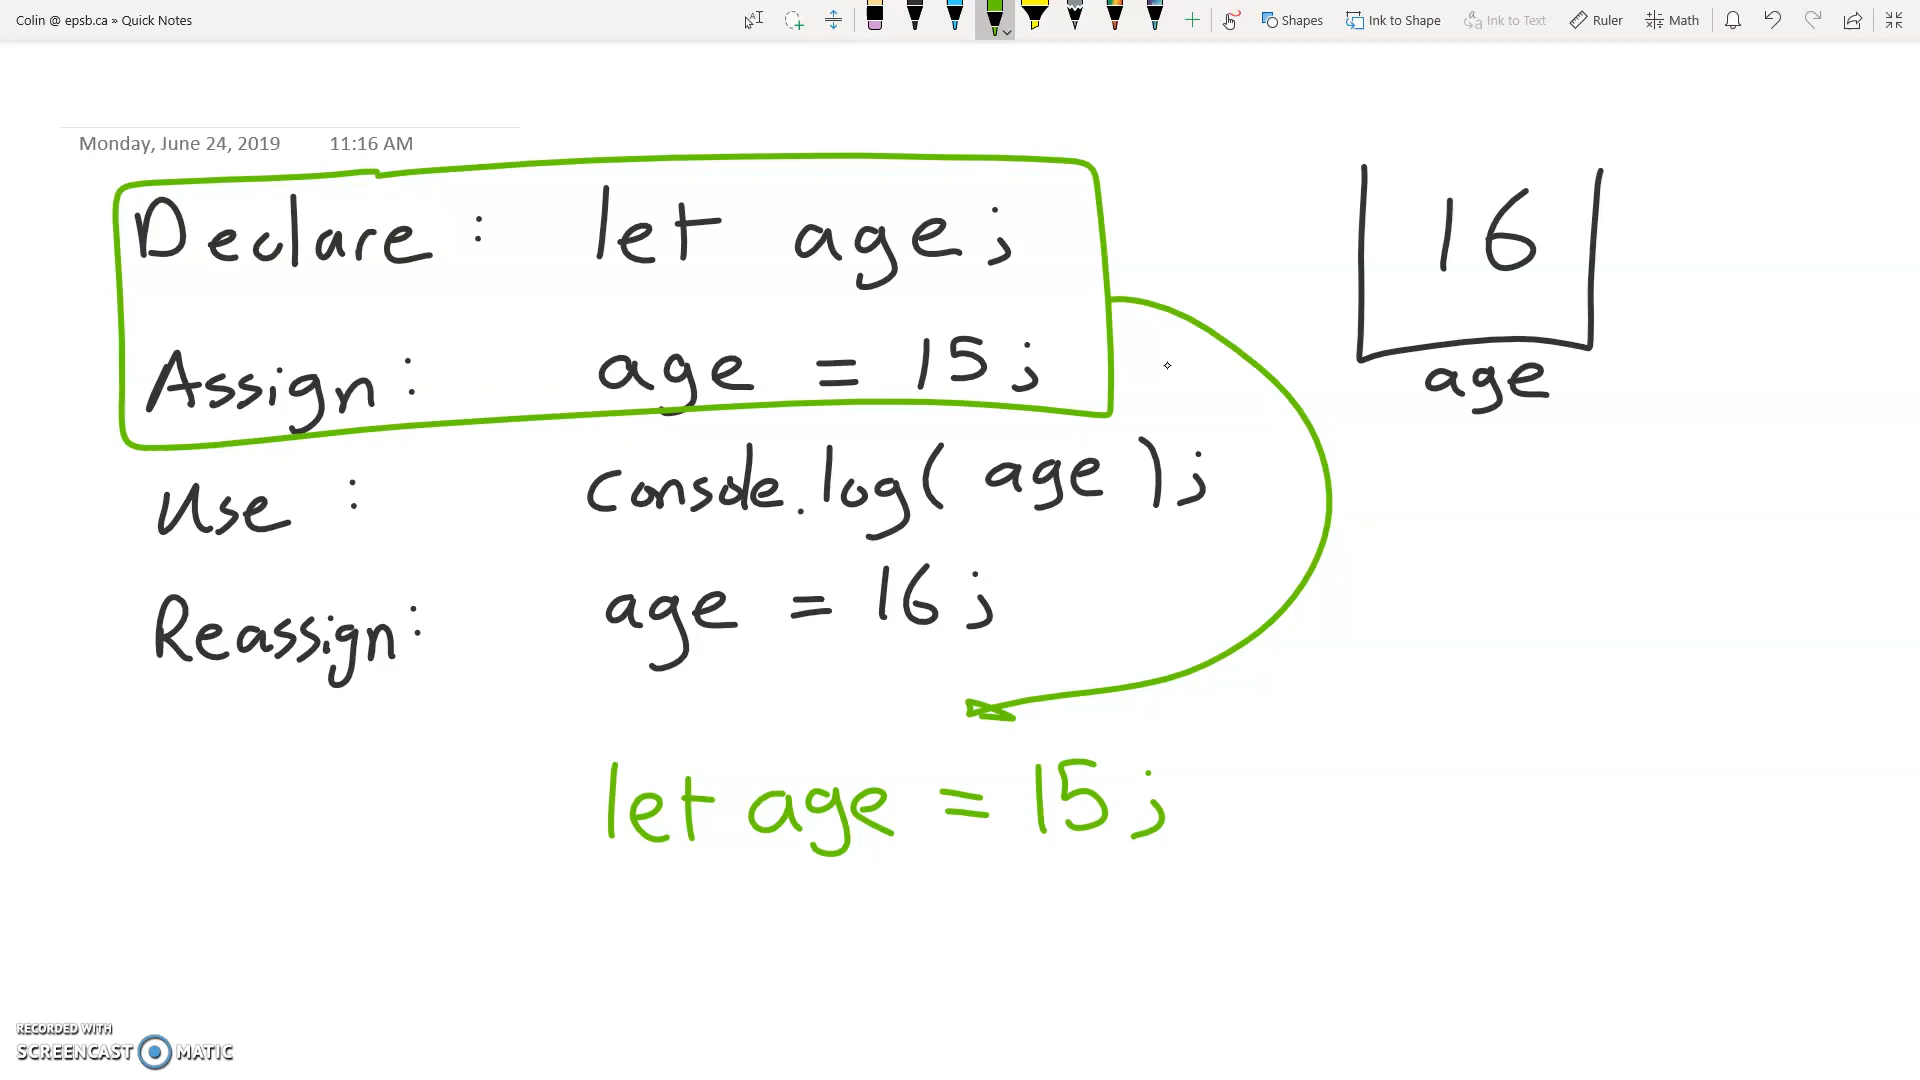 Colin @ epsb.ca » Quick Notes
Shapes Ink to Shape Ink to Text Ruler Math
Monday, June 24, 2019 11:16 AM
Declare : let age ;
Assign : age = 15 ;
Use : console.log( age ) ;
Reassign : age = 16 ;
let age = 15 ;
16
age
RECORDED WITH
SCREENCAST MATIC